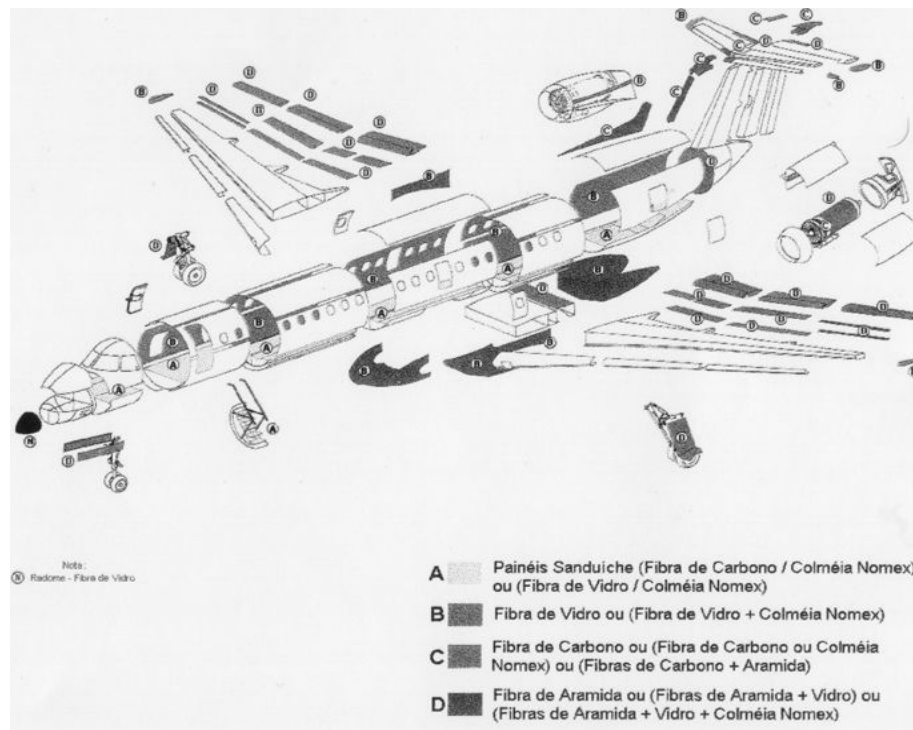 B
C
C
D
D
D
B
C
D
B
B
D
D
B
D
D
D
D
C
C
D
B
C
B
D
D
B
A
D
B
B
A
B
D
D
D
D
D
D
D
D
D
B
A
B
A
B
A
A
B
B
B
A
D
D
N
Nota:
N Radome - Fibra de Vidro
A Painéis Sanduiche (Fibra de Carbono / Colméia Nomex)
ou (Fibra de Vidro / Colméia Nomex)
B Fibra de Vidro ou (Fibra de Vidro + Colméia Nomex)
C Fibra de Carbono ou (Fibra de Carbono ou Colméia
Nomex) ou (Fibras de Carbono + Aramida)
D Fibra de Aramida ou (Fibras de Aramida + Vidro) ou
(Fibras de Aramida + Vidro + Colméia Nomex)